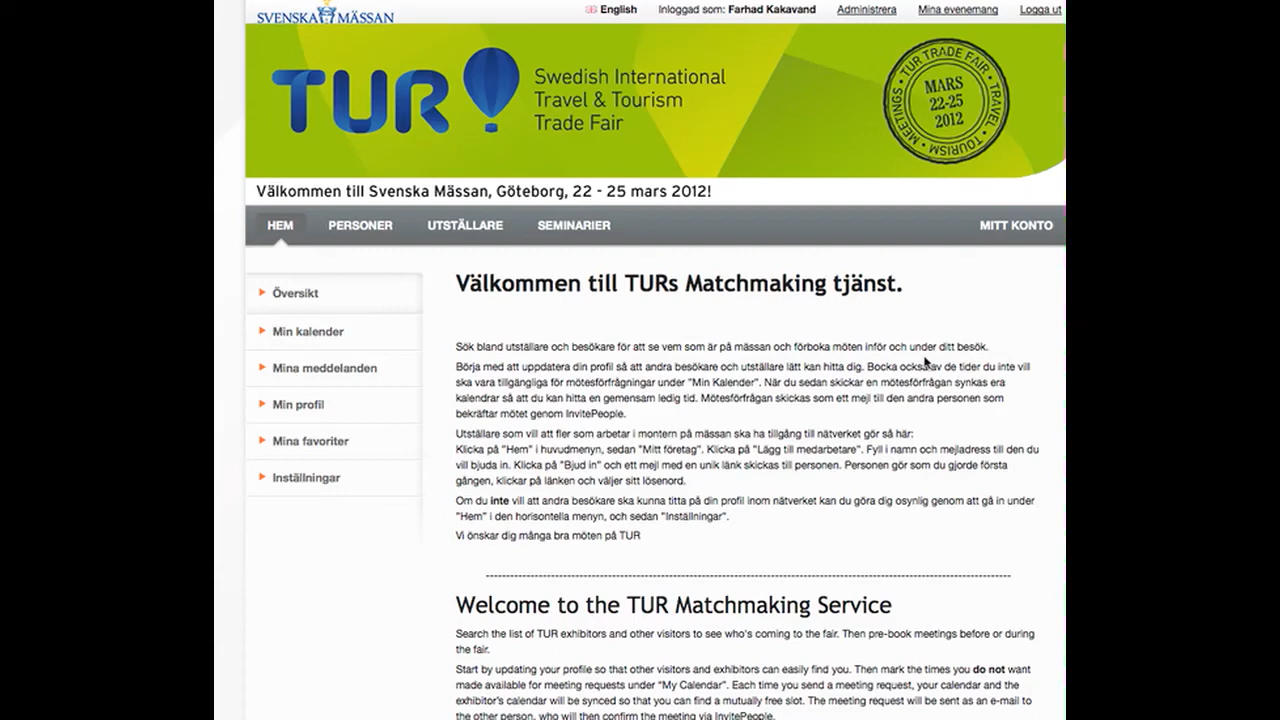 SVENSKA MÄSSAN
English Inloggad som: Farhad Kakavand Administrera Mina evenemang Logga ut
TUR
Swedish International
Travel & Tourism
Trade Fair
TUR TRADE FAIR • TRAVEL • TOURISM • MEETINGS •
MARS
22-25
2012
Välkommen till Svenska Mässan, Göteborg, 22 - 25 mars 2012!
HEM PERSONER UTSTÄLLARE SEMINARIER MITT KONTO
Översikt
Min kalender
Mina meddelanden
Min profil
Mina favoriter
Inställningar
Välkommen till TURs Matchmaking tjänst.
Sök bland utställare och besökare för att se vem som är på mässan och förboka möten inför och under ditt besök.
Börja med att uppdatera din profil så att andra besökare och utställare lätt kan hitta dig. Bocka också av de tider du inte vill
ska vara tillgängliga för mötesförfrågningar under "Min Kalender". När du sedan skickar en mötesförfrågan synkas era
kalendrar så att du kan hitta en gemensam ledig tid. Mötesförfrågan skickas som ett mejl till den andra personen som
bekräftar mötet genom InvitePeople.
Utställare som vill att fler som arbetar i montern på mässan ska ha tillgång till nätverket gör så här:
Klicka på "Hem" i huvudmenyn, sedan "Mitt företag". Klicka på "Lägg till medarbetare". Fyll i namn och mejladress till den du
vill bjuda in. Klicka på "Bjud in" och ett mejl med en unik länk skickas till personen. Personen gör som du gjorde första
gången, klickar på länken och väljer sitt lösenord.
Om du inte vill att andra besökare ska kunna titta på din profil inom nätverket kan du göra dig osynlig genom att gå in under
"Hem" i den horisontella menyn, och sedan "Inställningar".
Vi önskar dig många bra möten på TUR
Welcome to the TUR Matchmaking Service
Search the list of TUR exhibitors and other visitors to see who's coming to the fair. Then pre-book meetings before or during
the fair.
Start by updating your profile so that other visitors and exhibitors can easily find you. Then mark the times you do not want
made available for meeting requests under "My Calendar". Each time you send a meeting request, your calendar and the
exhibitor's calendar will be synced so that you can find a mutually free slot. The meeting request will be sent as an e-mail to
the other person, who will then confirm the meeting via InvitePeople.